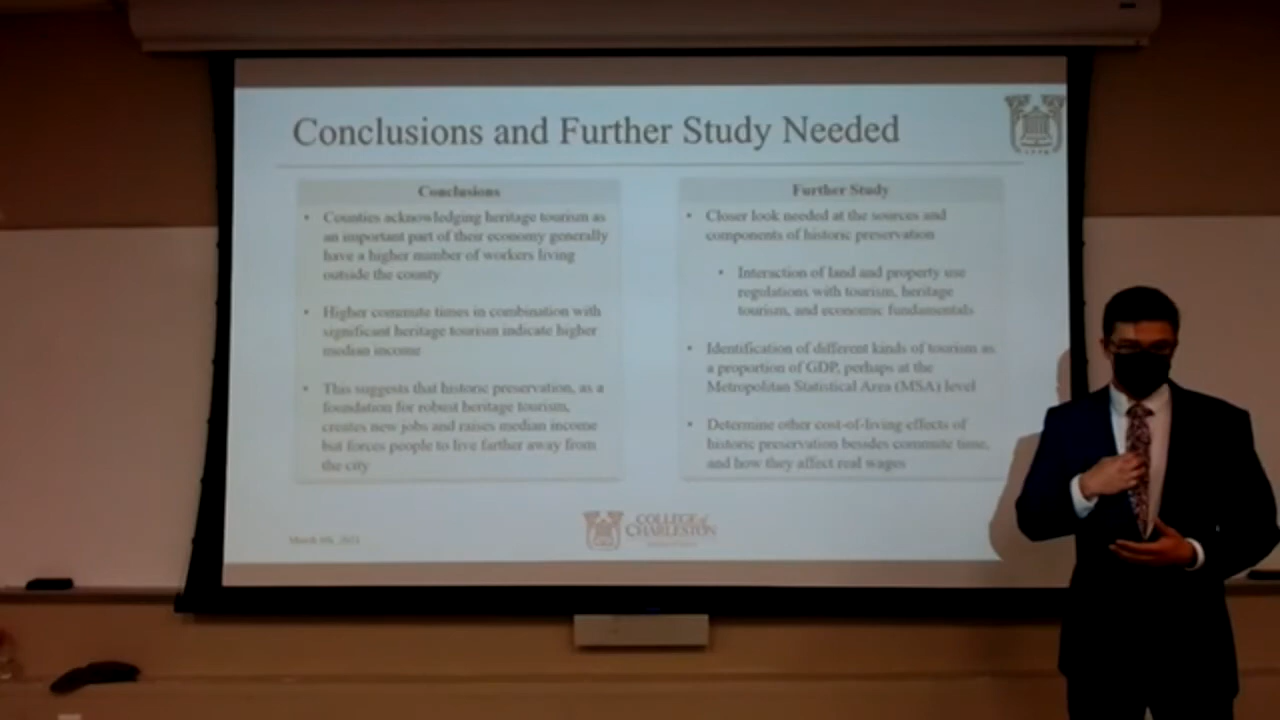 Conclusions and Further Study Needed
Conclusions
• Counties acknowledging heritage tourism as
an important part of their economy generally
have a higher number of workers living
outside the county
• Higher commute times in combination with
significant heritage tourism indicate higher
median income
• This suggests that historic preservation, as a
foundation for robust heritage tourism,
creates new jobs and raises median income
but forces people to live farther away from
the city
Further Study
• Closer look needed at the sources and
components of historic preservation
• Interaction of land and property use
regulations with tourism, heritage
tourism, and economic fundamentals
• Identification of different kinds of tourism as
a proportion of GDP, perhaps at the
Metropolitan Statistical Area (MSA) level
• Determine other cost-of-living effects of
historic preservation besides commute time,
and how they affect real wages
March
COLLEGE of
CHARLESTON